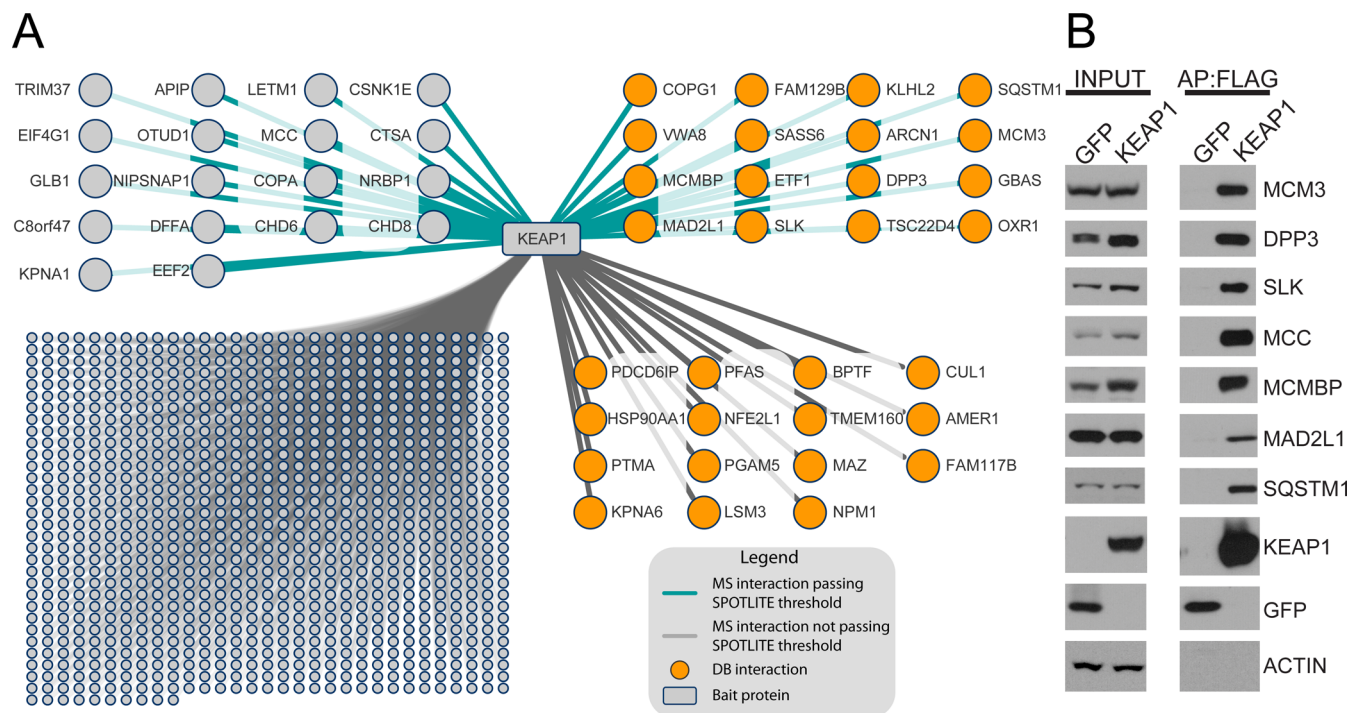 A
TRIM37 APIP LETM1 CSNK1E COPG1 FAM129B KLHL2 SQSTM1
EIF4G1 OTUD1 MCC CTSA VWA8 SASS6 ARCN1 MCM3
GLB1 NIPSNAP1 COPA NRBP1 MCMBP ETF1 DPP3 GBAS
C8orf47 DFFA CHD6 CHD8 MAD2L1 SLK TSC22D4 OXR1
KEAP1
KPNA1 EEF2
PDCD6IP PFAS BPTF CUL1
HSP90AA1 NFE2L1 TMEM160 AMER1
PTMA PGAM5 MAZ FAM117B
KPNA6 LSM3 NPM1
Legend
MS interaction passing
SPOTLITE threshold
MS interaction not passing
SPOTLITE threshold
DB interaction
Bait protein
B
INPUT AP:FLAG
GFP KEAP1 GFP KEAP1
MCM3
DPP3
SLK
MCC
MCMBP
MAD2L1
SQSTM1
KEAP1
GFP
ACTIN